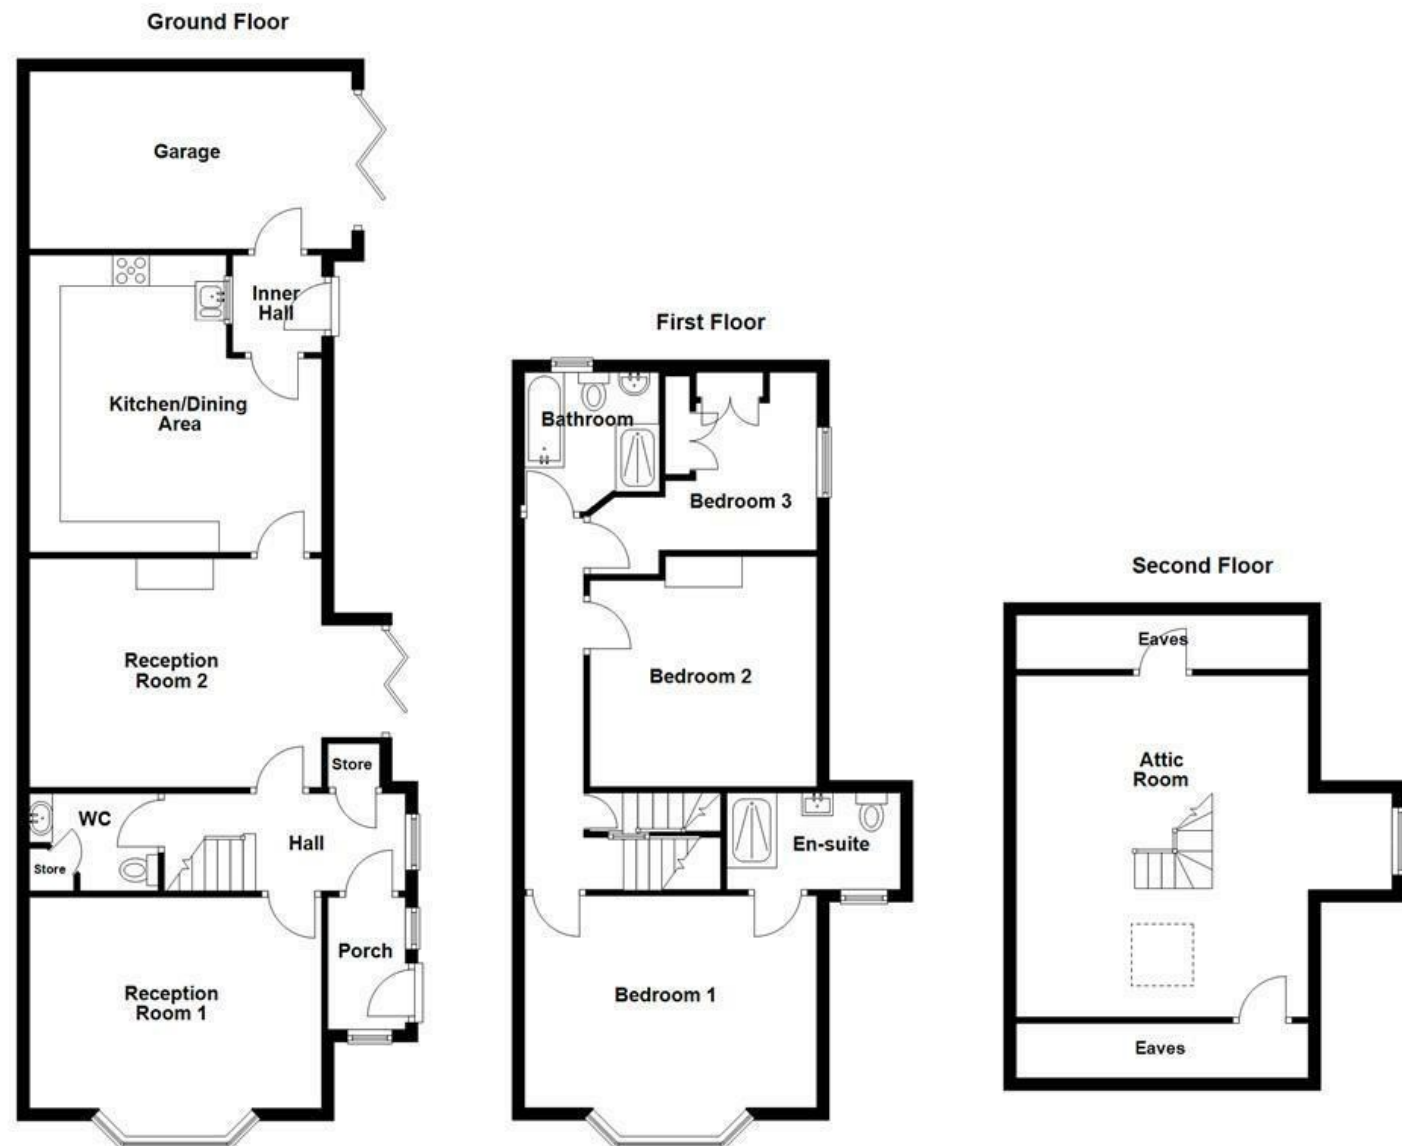 Ground Floor
Garage
Inner
Hall
Kitchen/Dining
Area
Reception
Room 2
Store
WC
Hall
Store
Porch
Reception
Room 1
First Floor
Bathroom
Bedroom 3
Bedroom 2
En-suite
Bedroom 1
Second Floor
Eaves
Attic
Room
Eaves